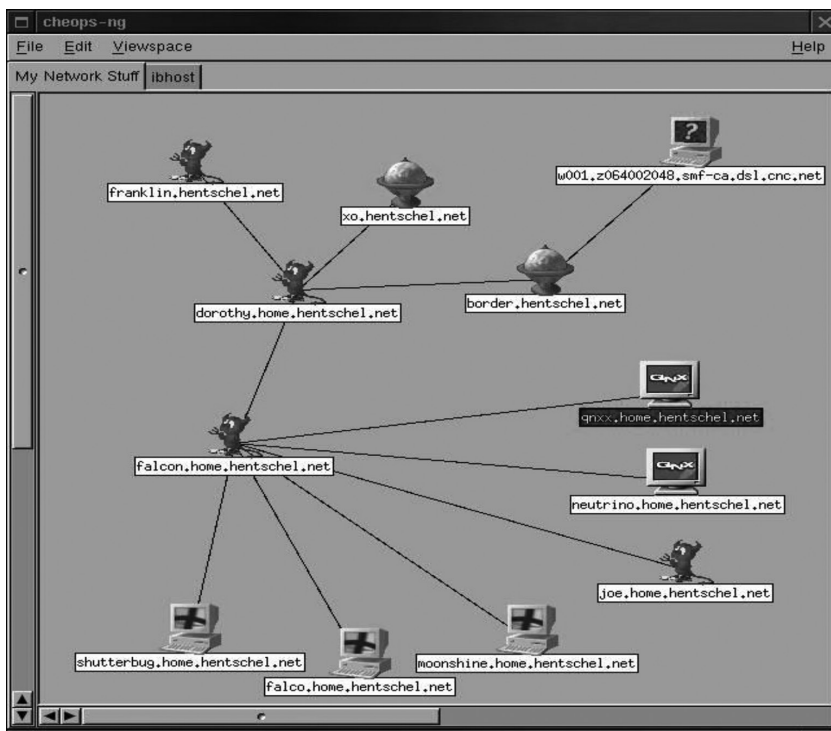 cheops-ng
File Edit Viewspace Help
My Network Stuff ibhost
?
franklin.hentschel.net
xo.hentschel.net
w001.z064002048.smf-ca.dsl.cnc.net
dorothy.home.hentschel.net
border.hentschel.net
QNX
qnxx.home.hentschel.net
falcon.home.hentschel.net
QNX
neutrino.home.hentschel.net
joe.home.hentschel.net
shutterbug.home.hentschel.net
falco.home.hentschel.net
moonshine.home.hentschel.net